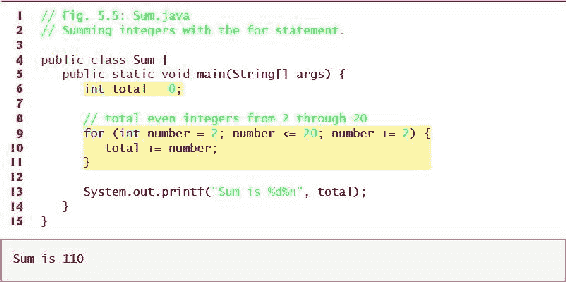 1 // Fig. 5.5: Sum.java
2 // Summing integers with the for statement.
3
4 public class Sum {
5 public static void main(String[] args) {
6 int total = 0;
7
8 // total even integers from 2 through 20
9 for (int number = 2; number <= 20; number += 2) {
10 total += number;
11 }
12
13 System.out.printf("Sum is %d%n", total);
14 }
15 }
Sum is 110